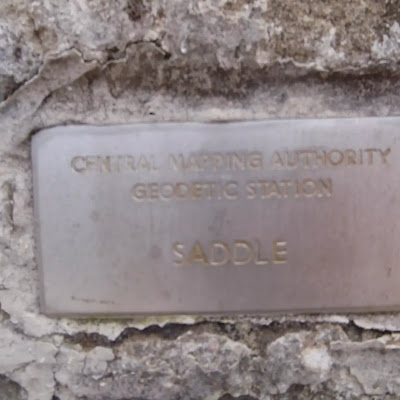 CENTRAL MAPPING AUTHORITY
GEODETIC STATION
SADDLE